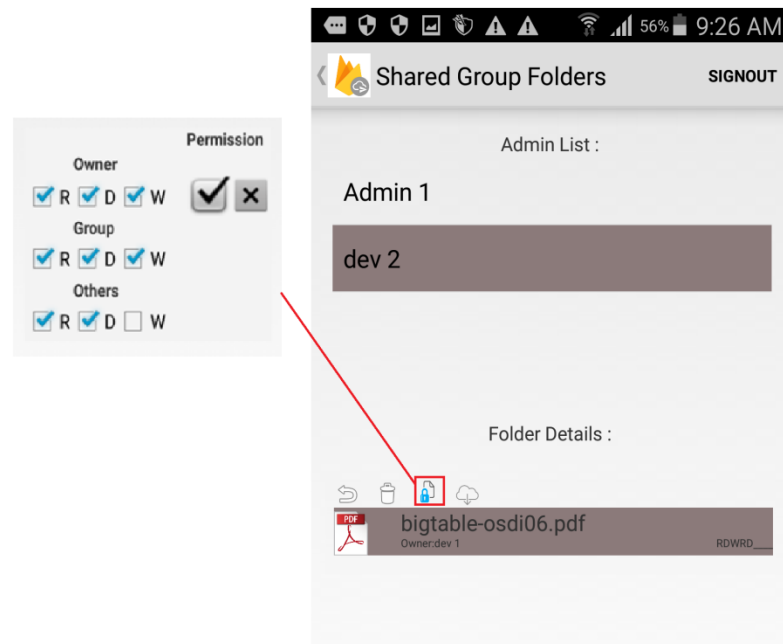 56% 9:26 AM
Shared Group Folders SIGNOUT
Permission
Owner
R D W
Group
R D W
Others
R D W
Admin List :
Admin 1
dev 2
Folder Details :
PDF bigtable-osdi06.pdf
Owner:dev 1 RDWRD___